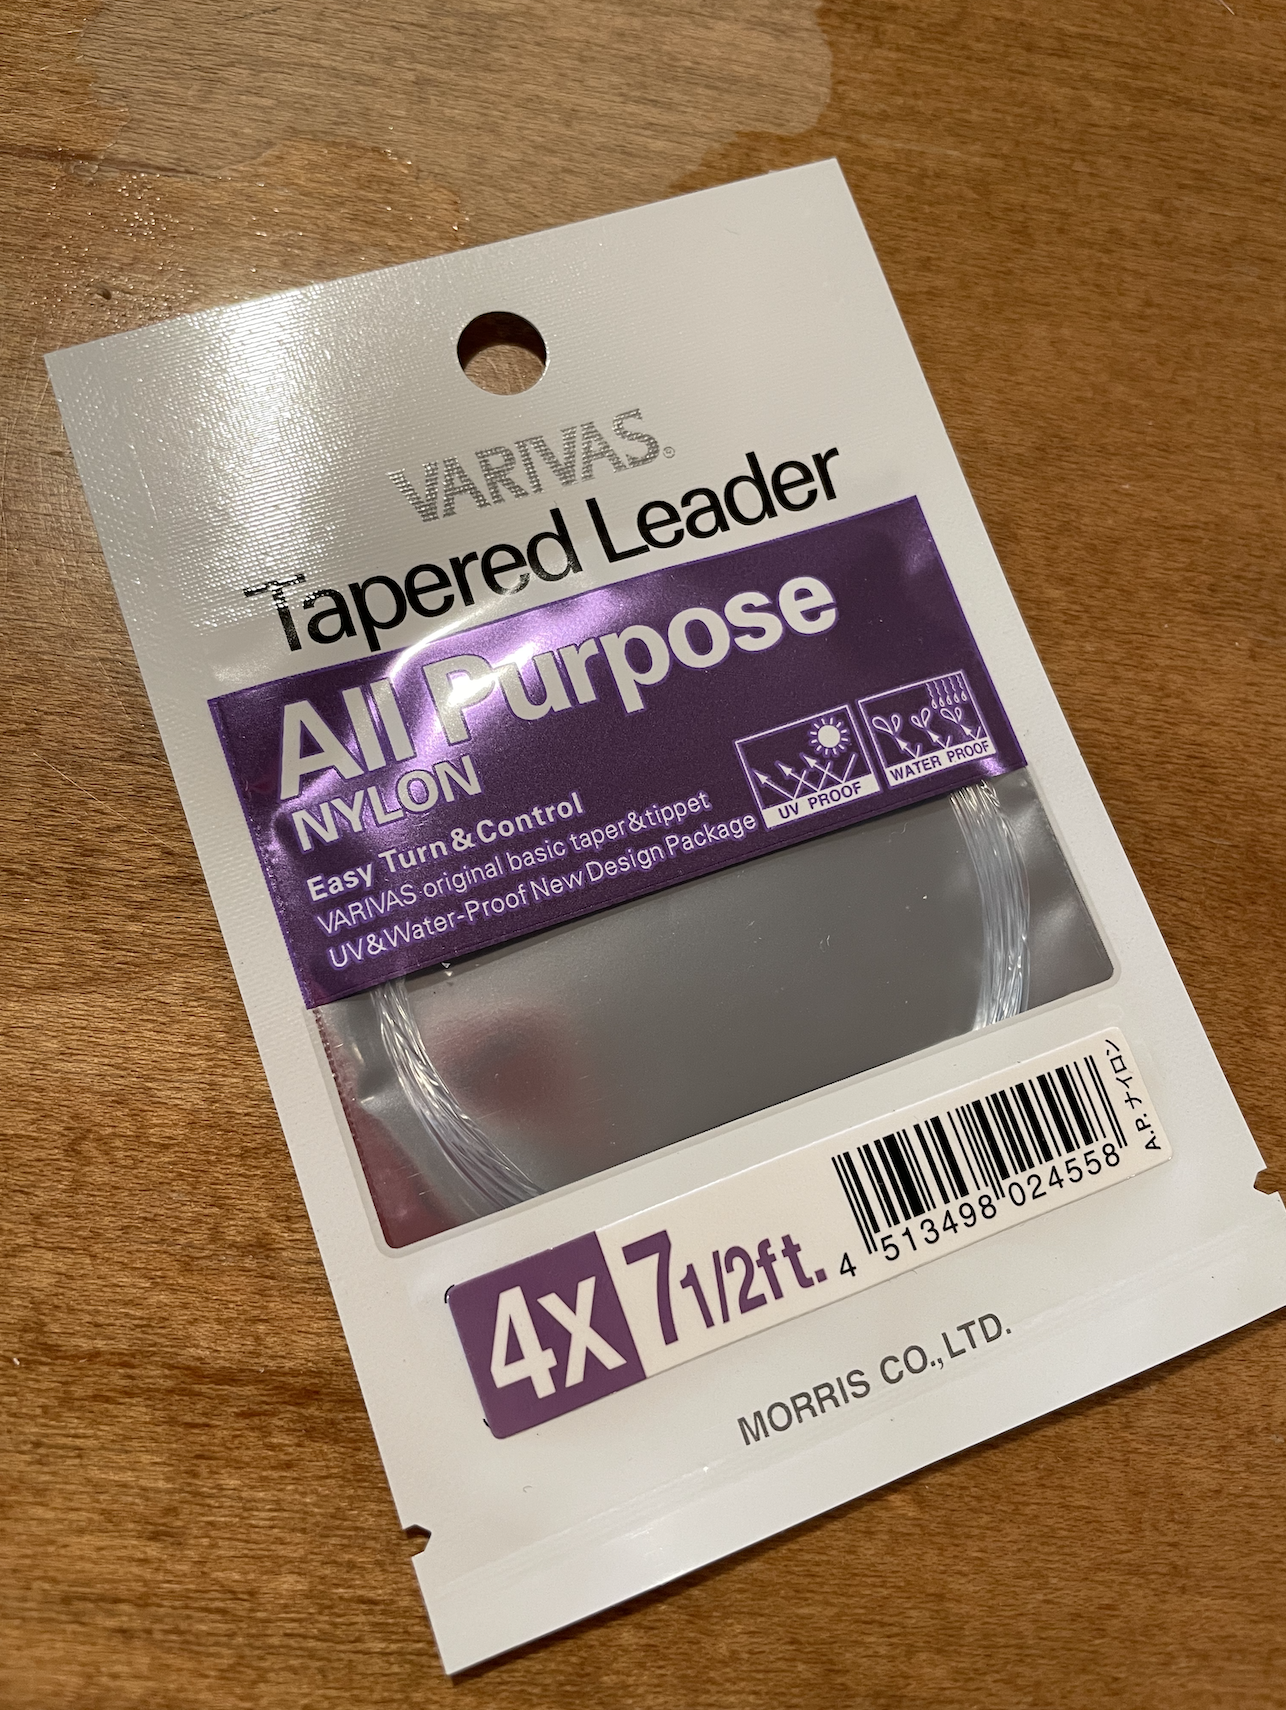 VARIVAS®
Tapered Leader
All Purpose
NYLON
Easy Turn & Control
VARIVAS original basic taper&tippet
UV&Water-Proof New Design Package
UV PROOF
WATER PROOF
4x 7 1/2ft.
4 513498 024558
A.P. ナイロン
MORRIS CO., LTD.